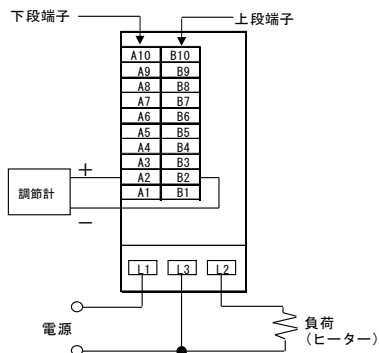 下段端子
上段端子
A10 B10
A9 B9
A8 B8
A7 B7
A6 B6
A5 B5
A4 B4
A3 B3
A2 B2
A1 B1
＋
調節計
－
L1 L3 L2
電源
負荷
（ヒーター）